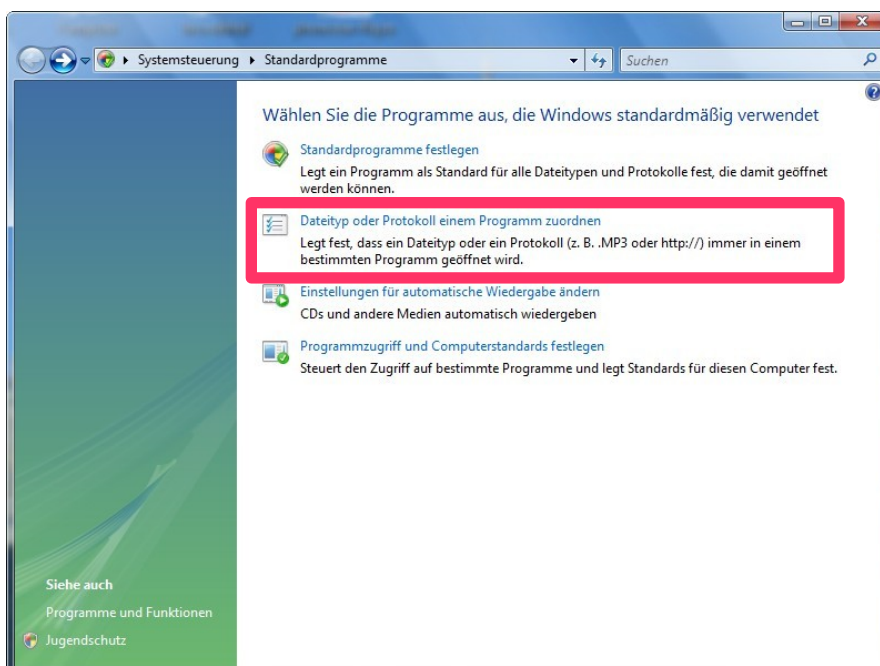 Systemsteuerung Standardprogramme
Suchen
Wählen Sie die Programme aus, die Windows standardmäßig verwendet
Standardprogramme festlegen
Legt ein Programm als Standard für alle Dateitypen und Protokolle fest, die damit geöffnet
werden können.
Dateityp oder Protokoll einem Programm zuordnen
Legt fest, dass ein Dateityp oder ein Protokoll (z. B. .MP3 oder http://) immer in einem
bestimmten Programm geöffnet wird.
Einstellungen für automatische Wiedergabe ändern
CDs und andere Medien automatisch wiedergeben
Programmzugriff und Computerstandards festlegen
Steuert den Zugriff auf bestimmte Programme und legt Standards für diesen Computer fest.
Siehe auch
Programme und Funktionen
Jugendschutz